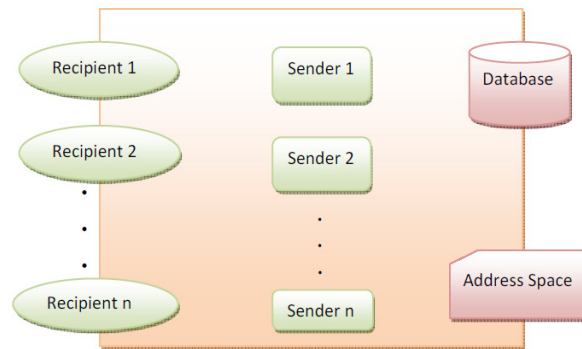 Recipient 1
Sender 1
Database
Recipient 2
Sender 2
Recipient n
Sender n
Address Space